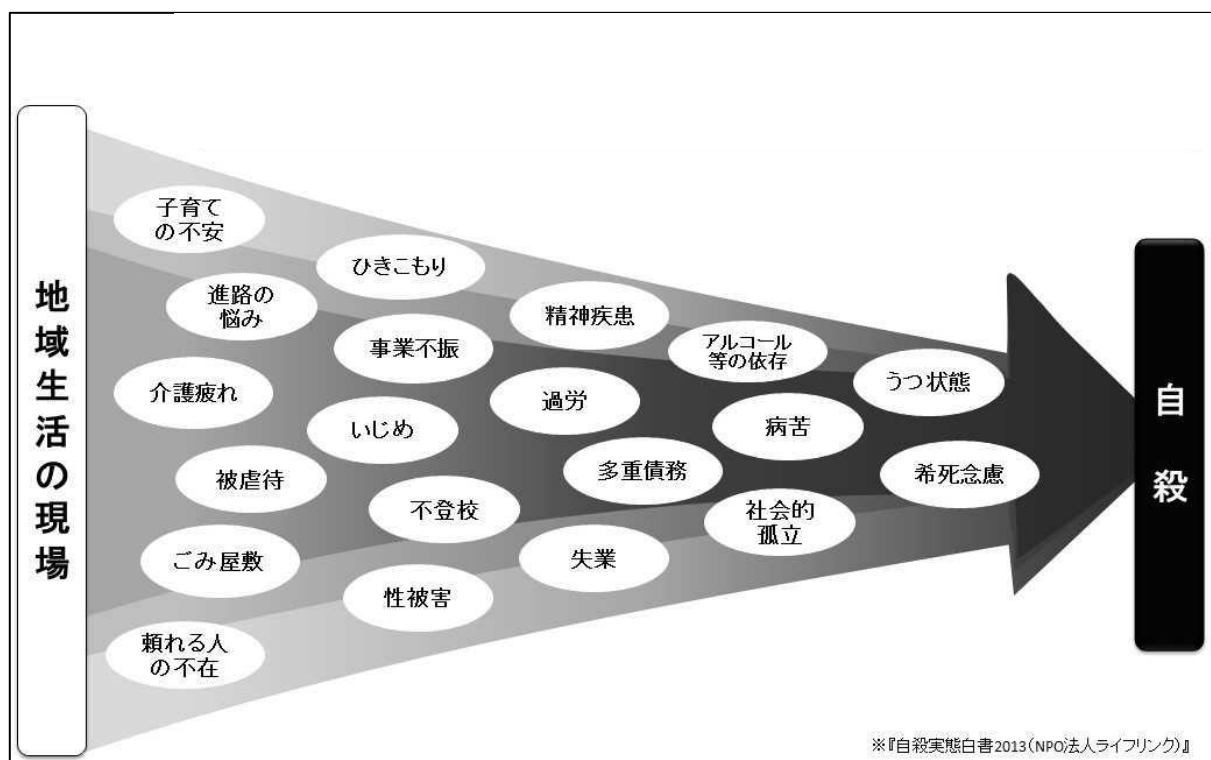 地域生活の現場
子育て
の不安
ひきこもり
進路の
悩み
精神疾患
事業不振
アルコール
等の依存
うつ状態
介護疲れ
過労
いじめ
病苦
被虐待
多重債務
希死念慮
不登校
社会的
孤立
ごみ屋敷
失業
性被害
頼れる人
の不在
自殺
※『自殺実態白書2013(NPO法人ライフリンク)』